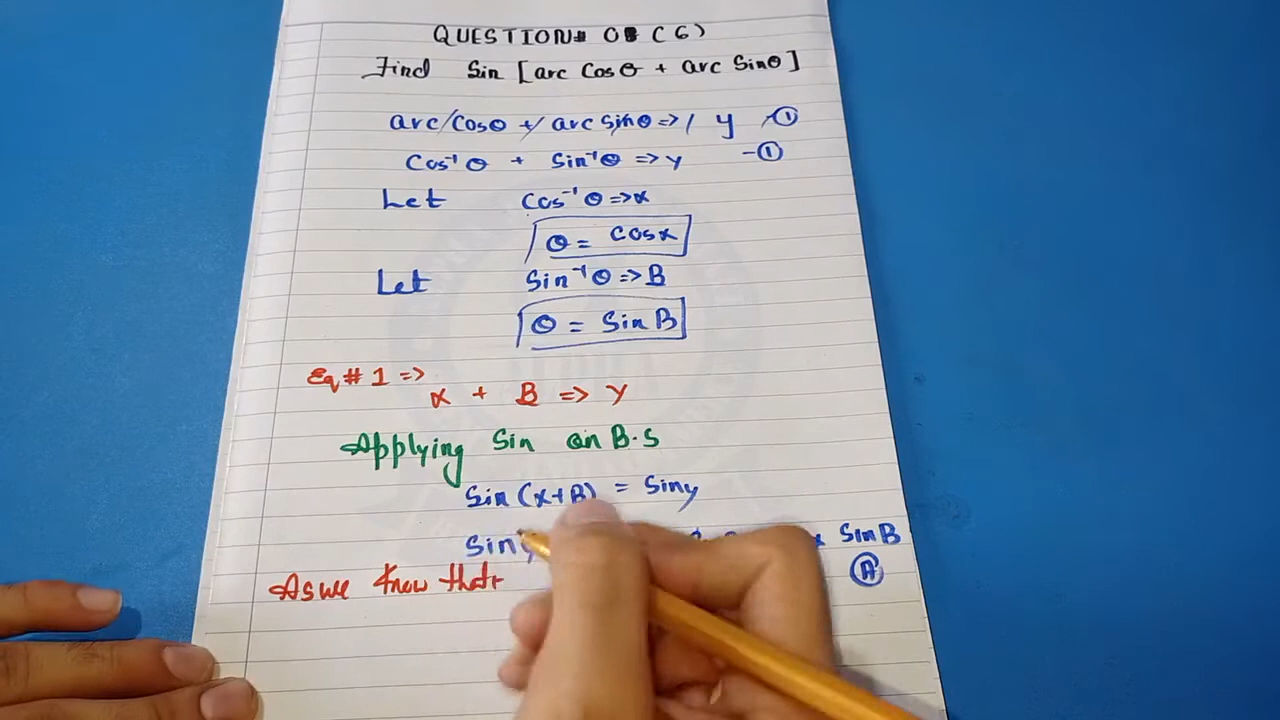 QUESTION# 0 (6)
Find Sin [arc Cosθ + arc Sinθ]
arc/Cosθ +/ arc Sinθ => / y -①
Cos⁻¹θ + Sin⁻¹θ => y -①
Let Cos⁻¹θ => α
θ = Cosα
Let Sin⁻¹θ => B
θ = Sin B
Eq # 1 =>
α + B => Y
Applying Sin on B.S
Sin (α+B) = Siny
Sin SinB
Ⓐ
As we know that